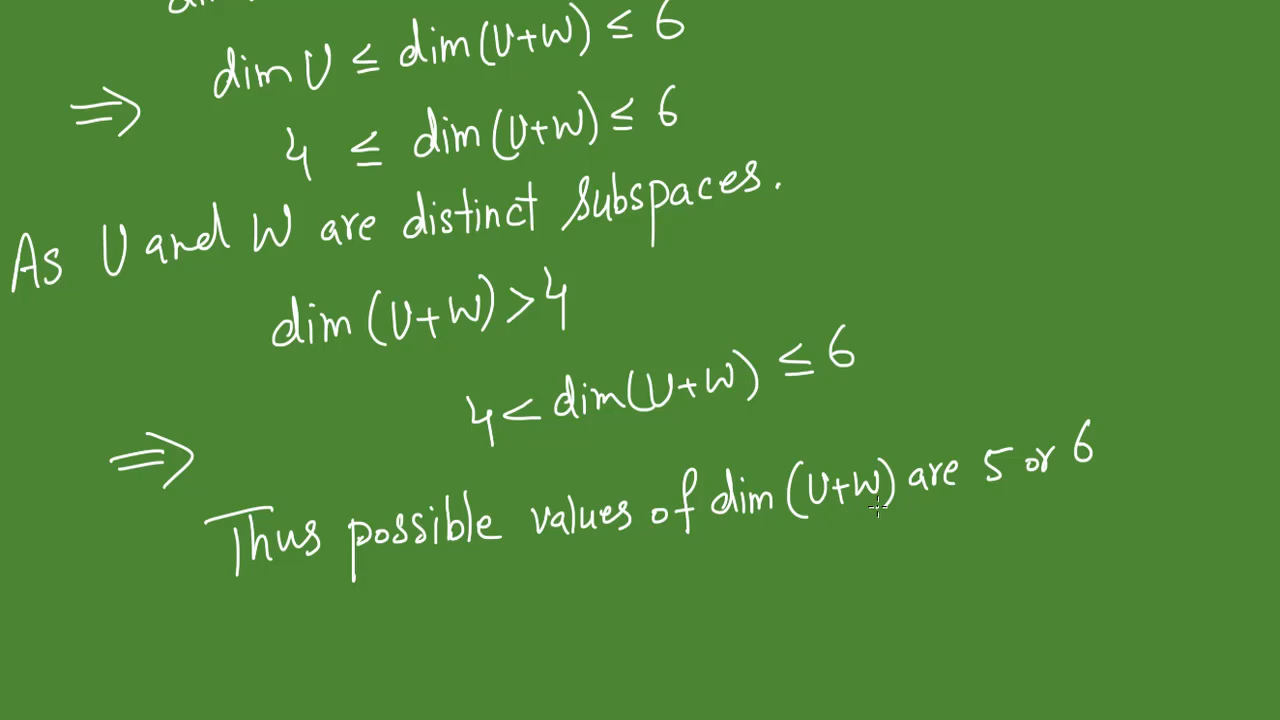 dim U ≤ dim(U+W) ≤ 6
⇒
4 ≤ dim(U+W) ≤ 6
As U and W are distinct subspaces.
dim (U+W) > 4
4 < dim(U+W) ≤ 6
⇒
Thus possible values of dim (U+W) are 5 or 6